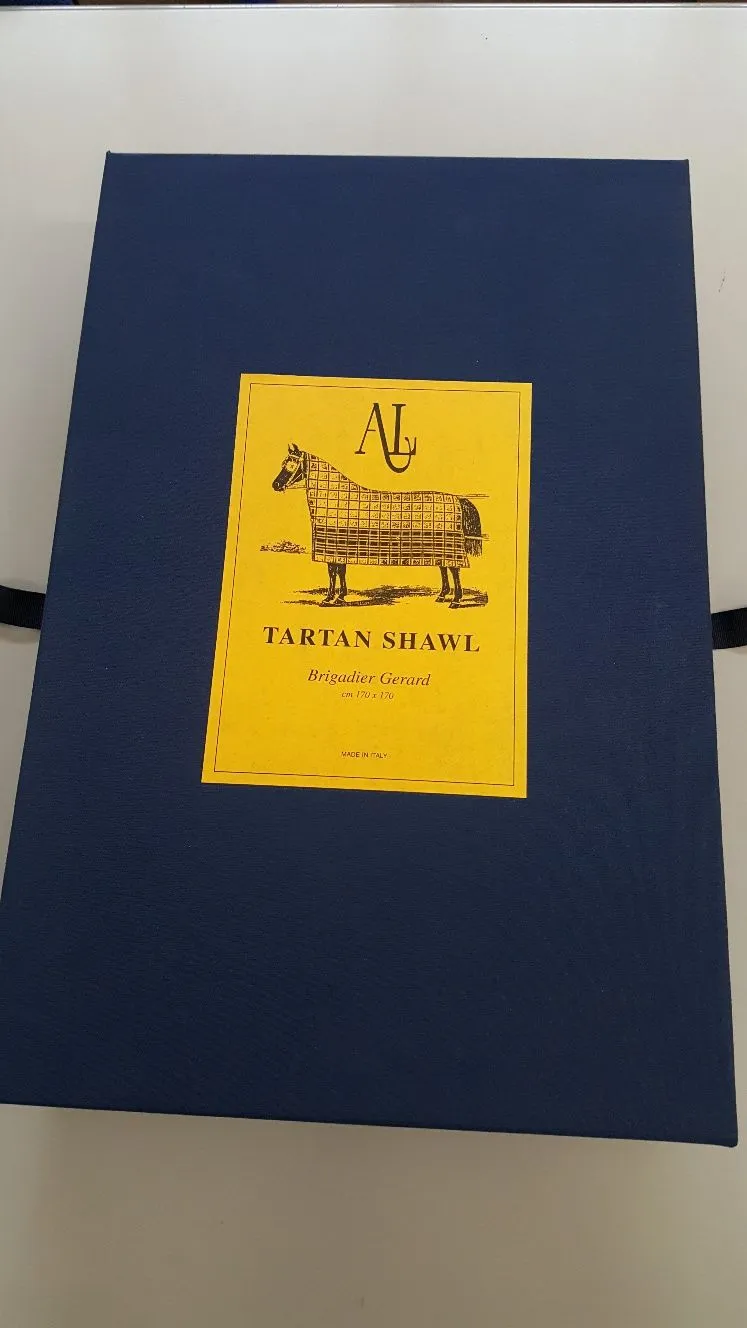 AL
TARTAN SHAWL
Brigadier Gerard
cm 170 x 170
MADE IN ITALY